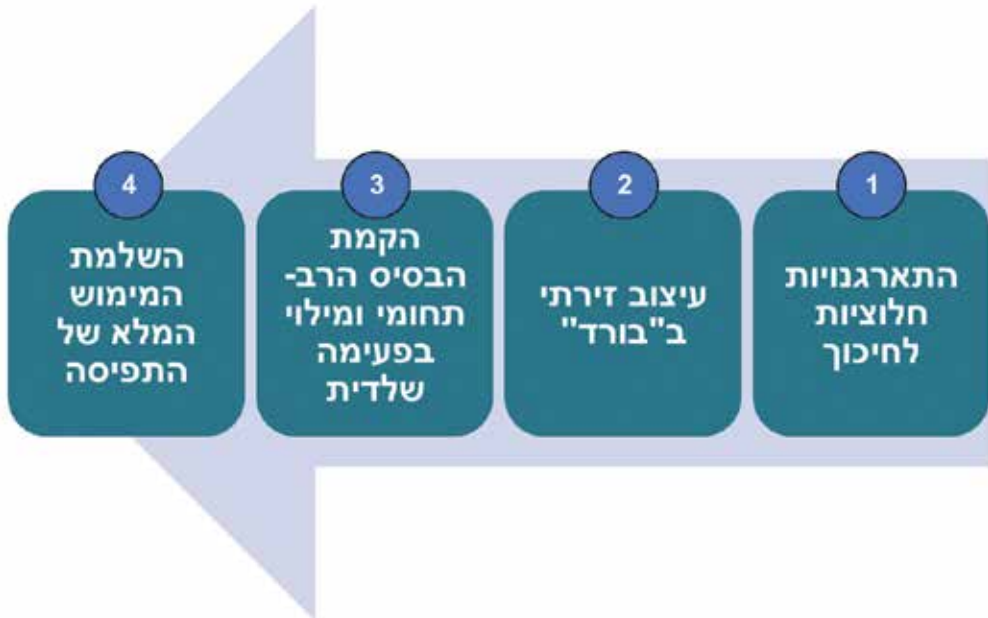 1
התארגנויות
חלוציות
לחיכוך
2
עיצוב זירתי
ב"בורד"
3
הקמת
הבסיס הרב-
תחומי ומילוי
בפעימה
שלדית
4
השלמת
המימוש
המלא של
התפיסה